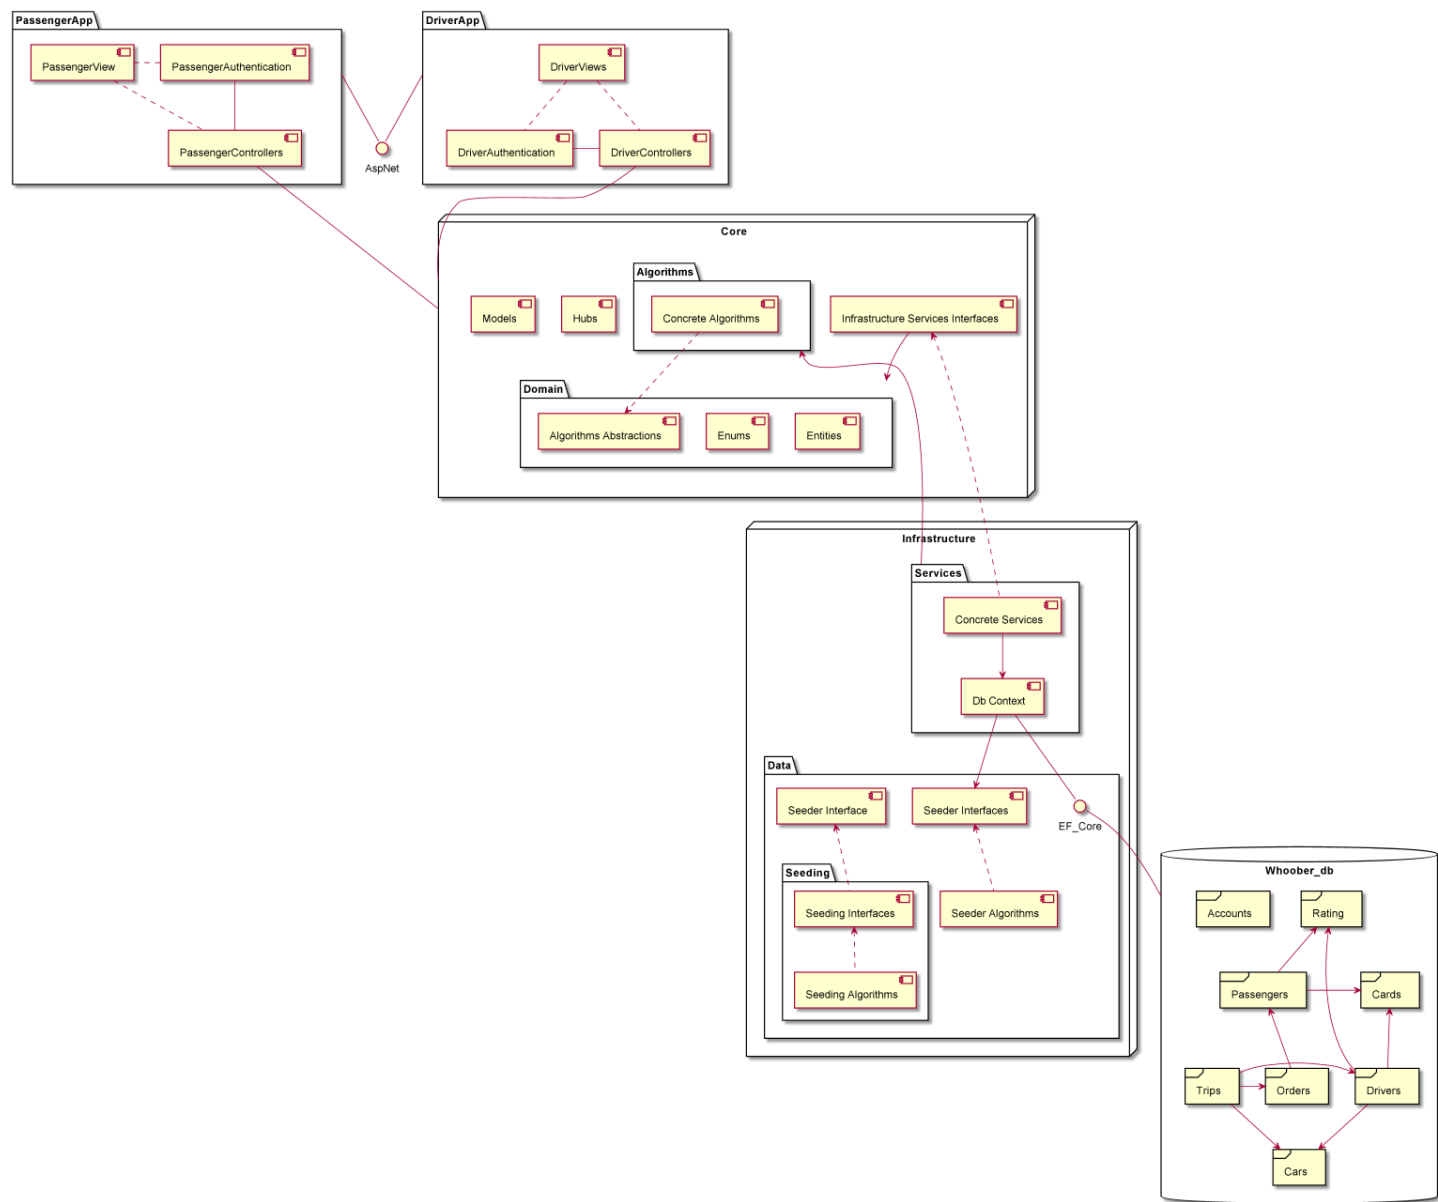 PassengerApp
PassengerView
PassengerAuthentication
PassengerControllers
AspNet
DriverApp
DriverViews
DriverAuthentication
DriverControllers
Core
Models
Hubs
Algorithms
Concrete Algorithms
Infrastructure Services Interfaces
Domain
Algorithms Abstractions
Enums
Entities
Infrastructure
Services
Concrete Services
Db Context
Data
Seeder Interface
Seeder Interfaces
EF_Core
Seeding
Seeding Interfaces
Seeder Algorithms
Seeding Algorithms
Whoober_db
Accounts
Rating
Passengers
Cards
Trips
Orders
Drivers
Cars